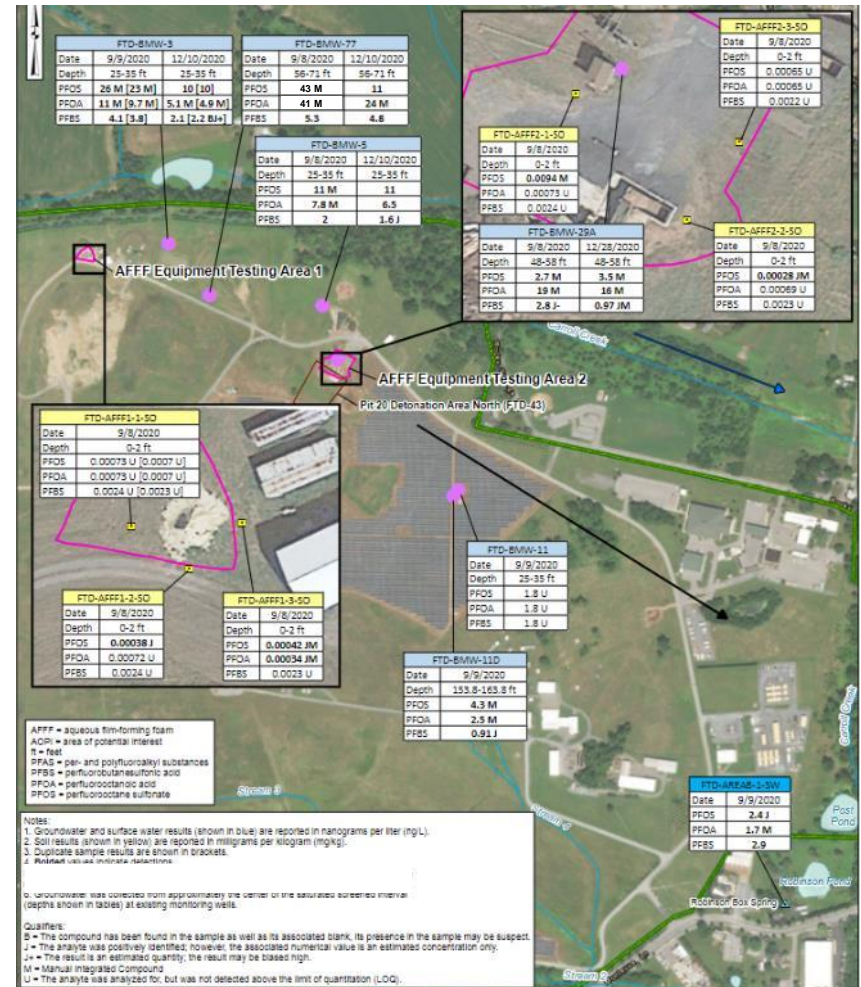 FTD-BMW-3
Date 9/9/2020 12/10/2020
Depth 25-35 ft 25-35 ft
PFOS 26 M [23 M] 10 [10]
PFOA 11 M [9.7 M] 5.1 M [4.9 M]
PFBS 4.1 [3.8] 2.1 [2.2 BJ+]
FTD-BMW-77
Date 9/8/2020 12/10/2020
Depth 56-71 ft 56-71 ft
PFOS 43 M 11
PFOA 41 M 24 M
PFBS 5.3 4.8
FTD-BMW-5
Date 9/8/2020 12/10/2020
Depth 25-35 ft 25-35 ft
PFOS 11 M 11
PFOA 7.8 M 6.5
PFBS 2 1.6 J
FTD-AFFF2-3-SO
Date 9/8/2020
Depth 0-2 ft
PFOS 0.00065 U
PFOA 0.00065 U
PFBS 0.0022 U
FTD-AFFF2-1-SO
Date 9/8/2020
Depth 0-2 ft
PFOS 0.0094 M
PFOA 0.00073 U
PFBS 0.0024 U
FTD-BMW-29A
Date 9/8/2020 12/28/2020
Depth 48-58 ft 48-58 ft
PFOS 2.7 M 3.5 M
PFOA 19 M 16 M
PFBS 2.8 J- 0.97 JM
FTD-AFFF2-2-SO
Date 9/8/2020
Depth 0-2 ft
PFOS 0.00028 JM
PFOA 0.00069 U
PFBS 0.0023 U
AFFF Equipment Testing Area 1
Carroll Creek
AFFF Equipment Testing Area 2
Pit 20 Detonation Area North (FTD-43)
FTD-AFFF1-1-SO
Date 9/8/2020
Depth 0-2 ft
PFOS 0.00073 U [0.0007 U]
PFOA 0.00073 U [0.0007 U]
PFBS 0.0024 U [0.0023 U]
FTD-AFFF1-2-SO
Date 9/8/2020
Depth 0-2 ft
PFOS 0.00038 J
PFOA 0.00072 U
PFBS 0.0024 U
FTD-AFFF1-3-SO
Date 9/8/2020
Depth 0-2 ft
PFOS 0.00042 JM
PFOA 0.00034 JM
PFBS 0.0023 U
FTD-BMW-11
Date 9/9/2020
Depth 25-35 ft
PFOS 1.8 U
PFOA 1.8 U
PFBS 1.8 U
FTD-BMW-11D
Date 9/9/2020
Depth 153.8-163.8 ft
PFOS 4.3 M
PFOA 2.5 M
PFBS 0.91 J
Carroll Creek
FTD-AREAB-1-SW
Date 9/9/2020
PFOS 2.4 J
PFOA 1.7 M
PFBS 2.9
Post
Pond
Robinson Pond
Robinson Box Spring
Stream 3
Stream 2
AFFF = aqueous film-forming foam
AOPI = area of potential interest
ft = feet
PFAS = per- and polyfluoroalkyl substances
PFBS = perfluorobutanesulfonic acid
PFOA = perfluorooctanoic acid
PFOS = perfluorooctane sulfonate
Notes:
1. Groundwater and surface water results (shown in blue) are reported in nanograms per liter (ng/L).
2. Soil results (shown in yellow) are reported in milligrams per kilogram (mg/kg).
3. Duplicate sample results are shown in brackets.
4. Bolded values indicate detections
6. Groundwater was collected from approximately the center of the saturated screened interval
(depths shown in tables) at existing monitoring wells.
Qualifiers:
B = The compound has been found in the sample as well as its associated blank, its presence in the sample may be suspect.
J = The analyte was positively identified; however, the associated numerical value is an estimated concentration only.
J+ = The result is an estimated quantity; the result may be biased high.
M = Manual Integrated Compound
U = The analyte was analyzed for, but was not detected above the limit of quantitation (LOQ).